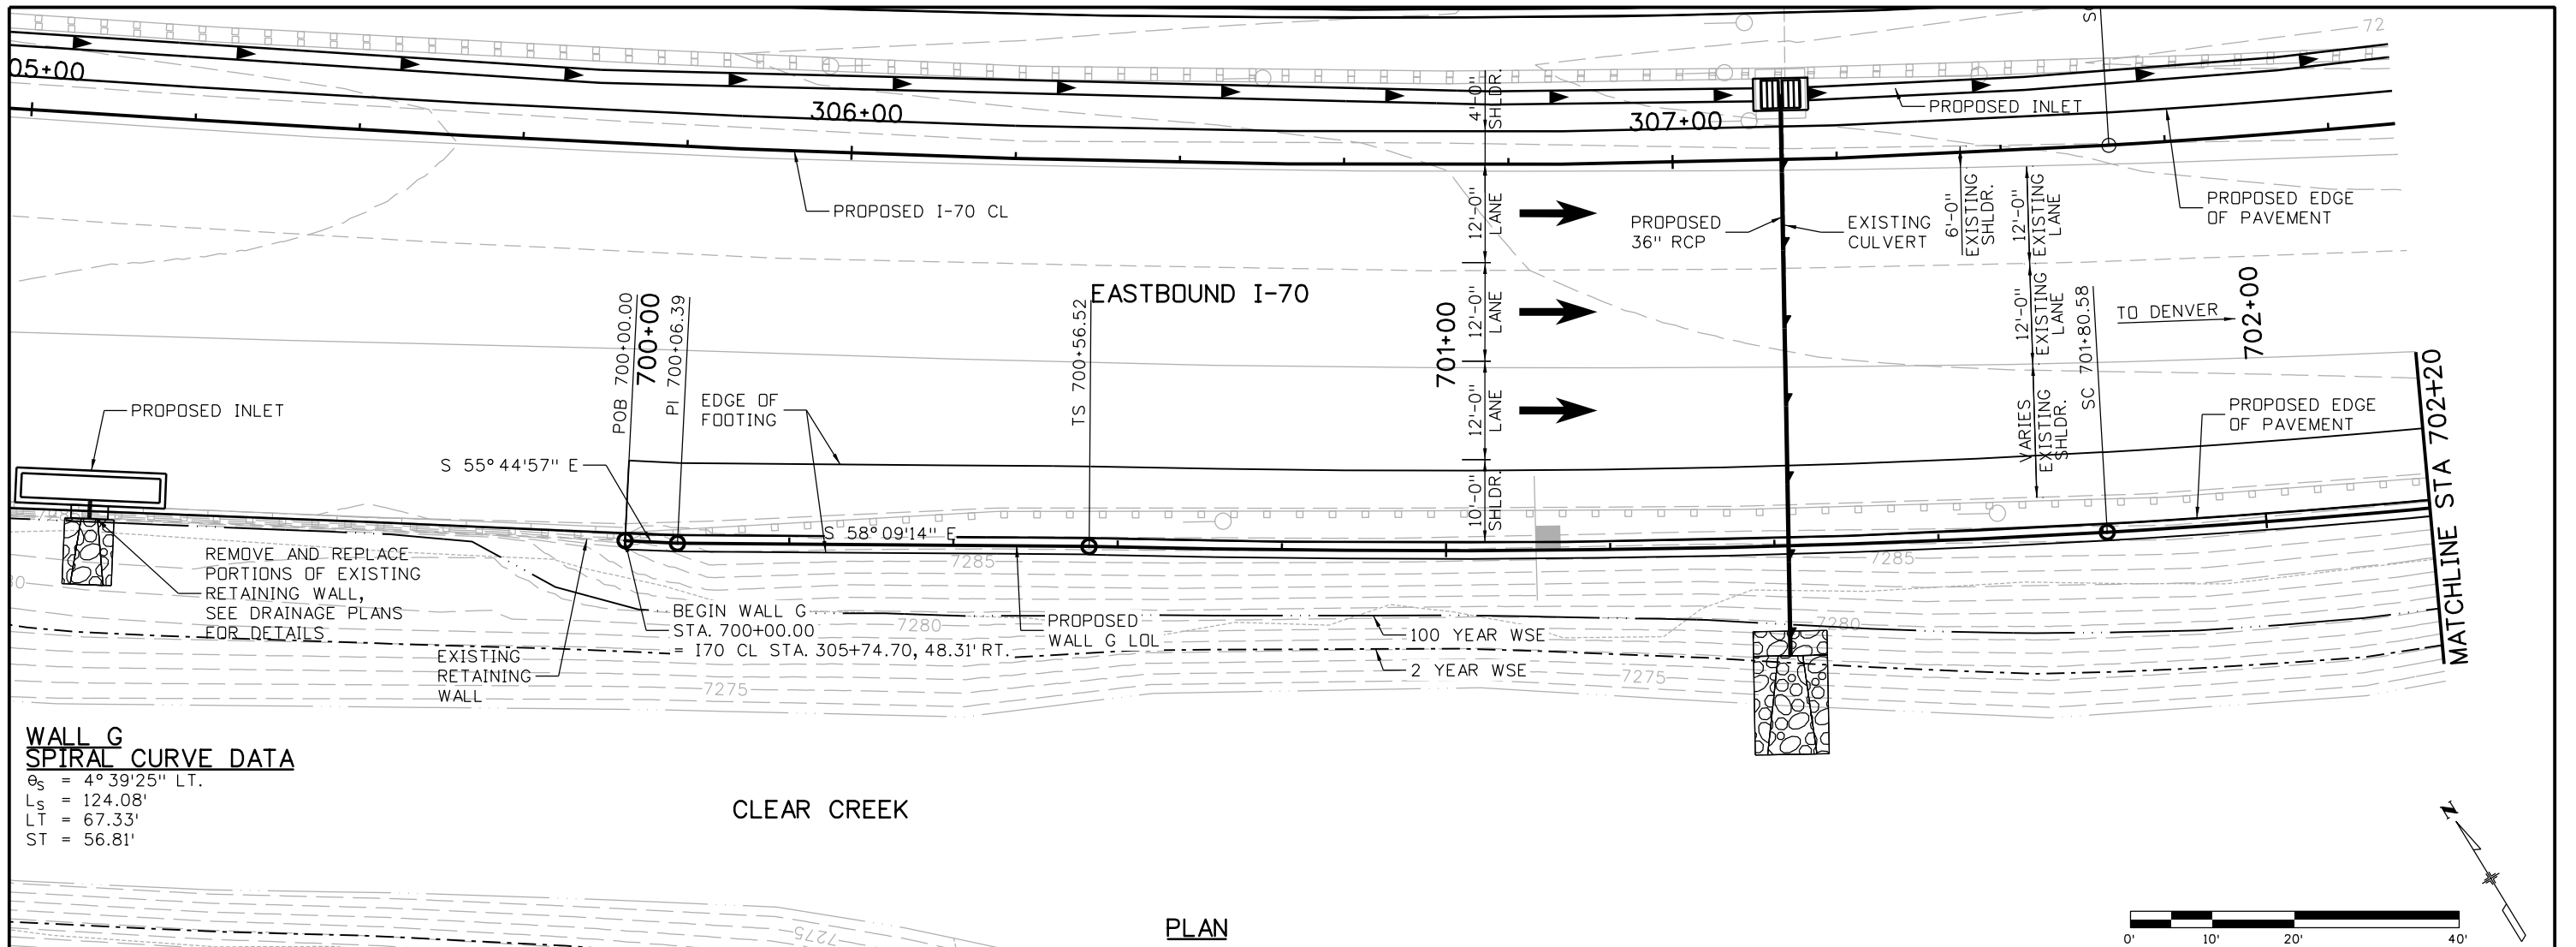 05+00
306+00
307+00
72
4'-0"
SHLDR.
PROPOSED INLET
PROPOSED I-70 CL
12'-0"
LANE
PROPOSED
36" RCP
EXISTING
CULVERT
6'-0"
EXISTING
SHLDR.
12'-0"
EXISTING
LANE
PROPOSED EDGE
OF PAVEMENT
EASTBOUND I-70
POB 700+00.00
700+00
PI 700+06.39
TS 700+56.52
701+00
12'-0"
LANE
12'-0"
EXISTING
LANE
SC 701+80.58
TO DENVER
702+00
PROPOSED INLET
EDGE OF
FOOTING
12'-0"
LANE
VARIES
EXISTING
SHLDR.
PROPOSED EDGE
OF PAVEMENT
MATCHLINE STA 702+20
S 55°44'57" E
10'-0"
SHLDR.
S 58°09'14" E
7285
7285
REMOVE AND REPLACE
PORTIONS OF EXISTING
RETAINING WALL,
SEE DRAINAGE PLANS
FOR DETAILS
EXISTING
RETAINING
WALL
BEGIN WALL G
STA. 700+00.00
= I70 CL STA. 305+74.70, 48.31' RT.
7280
PROPOSED
WALL G LOL
100 YEAR WSE
2 YEAR WSE
7280
7275
7275
WALL G
SPIRAL CURVE DATA
θS = 4°39'25" LT.
LS = 124.08'
LT = 67.33'
ST = 56.81'
CLEAR CREEK
N
7275
PLAN
0' 10' 20' 40'